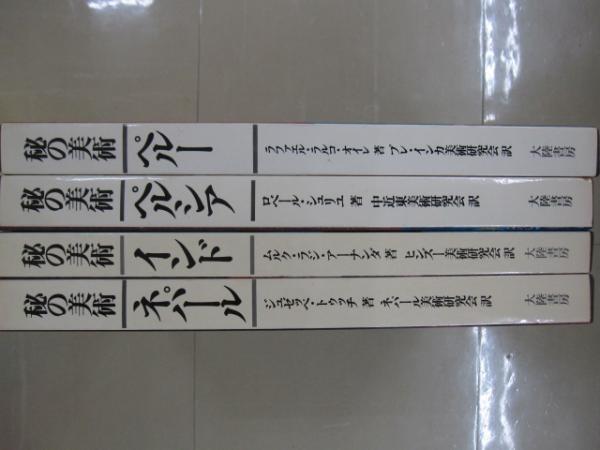 秘の美術 ペルー ラファエル・ラルコ・オイレ 著 プレ・インカ美術研究会 訳 大陸書房
秘の美術 ペルシア ロベール・シュリユ 著 中近東美術研究会 訳 大陸書房
秘の美術 インド ムルク・ラジ・アーナンダ 著 ヒンズー美術研究会 訳 大陸書房
秘の美術 ネパール ジュゼッペ・トゥッチ 著 ネパール美術研究会 訳 大陸書房